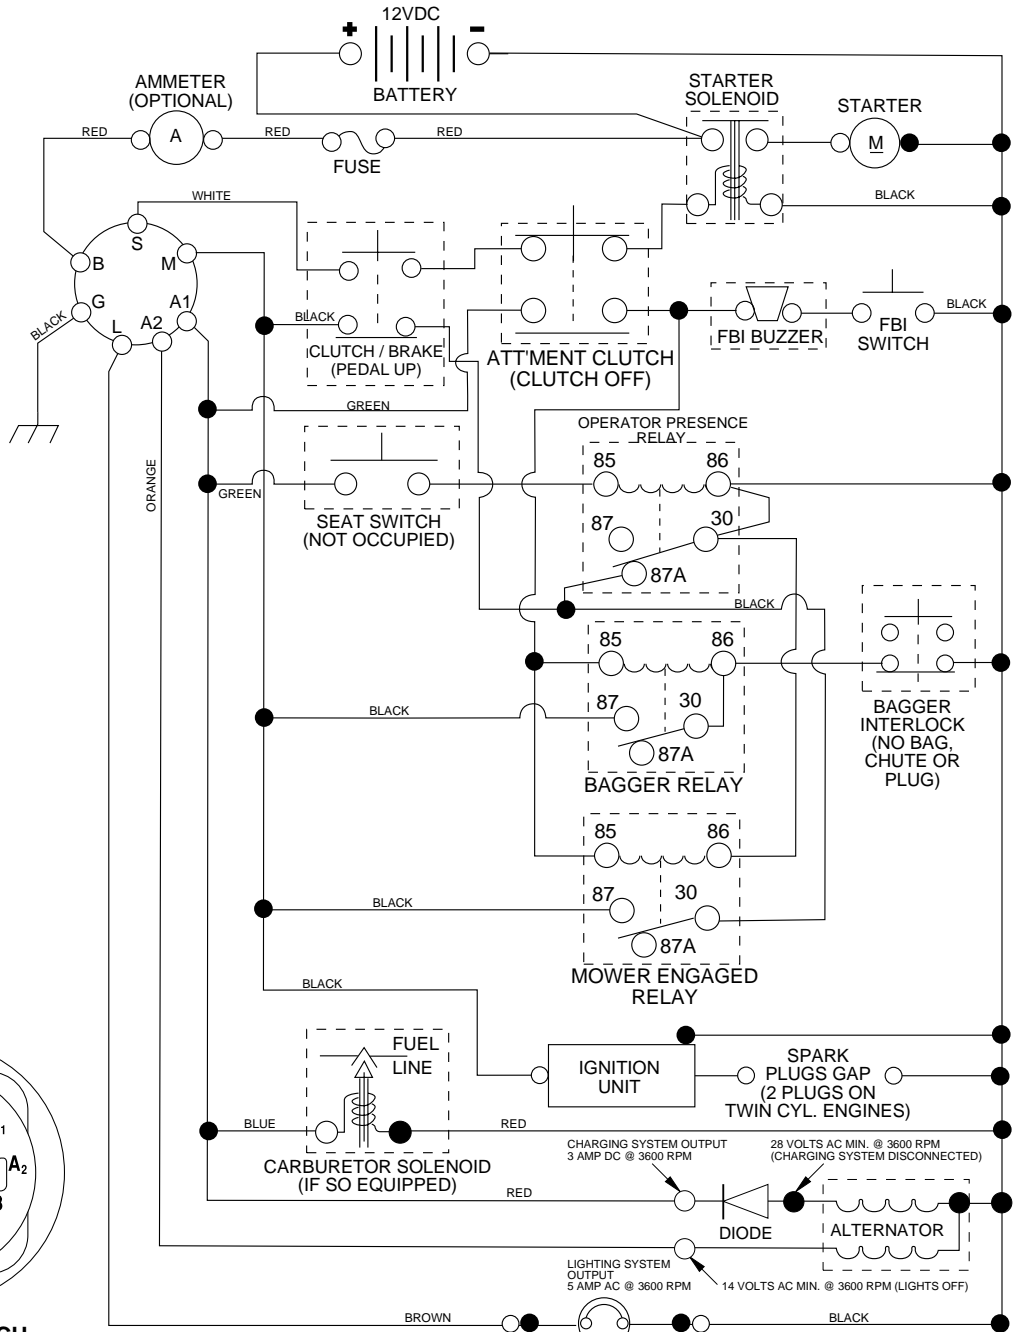 12VDC
+ -
BATTERY
AMMETER
(OPTIONAL)
STARTER
SOLENOID
STARTER
RED
A
RED
FUSE
RED
M
WHITE
BLACK
S
B
M
G
A1
L
A2
BLACK
BLACK
CLUTCH / BRAKE
(PEDAL UP)
ATT'MENT CLUTCH
(CLUTCH OFF)
FBI BUZZER
FBI
SWITCH
BLACK
GREEN
OPERATOR PRESENCE
RELAY
ORANGE
GREEN
SEAT SWITCH
(NOT OCCUPIED)
85
86
87
30
87A
BLACK
85
86
87
30
87A
BAGGER RELAY
BLACK
BAGGER
INTERLOCK
(NO BAG,
CHUTE OR
PLUG)
85
86
87
30
87A
MOWER ENGAGED
RELAY
BLACK
BLACK
FUEL
LINE
IGNITION
UNIT
SPARK
PLUGS GAP
(2 PLUGS ON
TWIN CYL. ENGINES)
BLUE
RED
CARBURETOR SOLENOID
(IF SO EQUIPPED)
CHARGING SYSTEM OUTPUT
3 AMP DC @ 3600 RPM
28 VOLTS AC MIN. @ 3600 RPM
(CHARGING SYSTEM DISCONNECTED)
RED
DIODE
ALTERNATOR
LIGHTING SYSTEM
OUTPUT
5 AMP AC @ 3600 RPM
14 VOLTS AC MIN. @ 3600 RPM (LIGHTS OFF)
BROWN
BLACK
1
A2